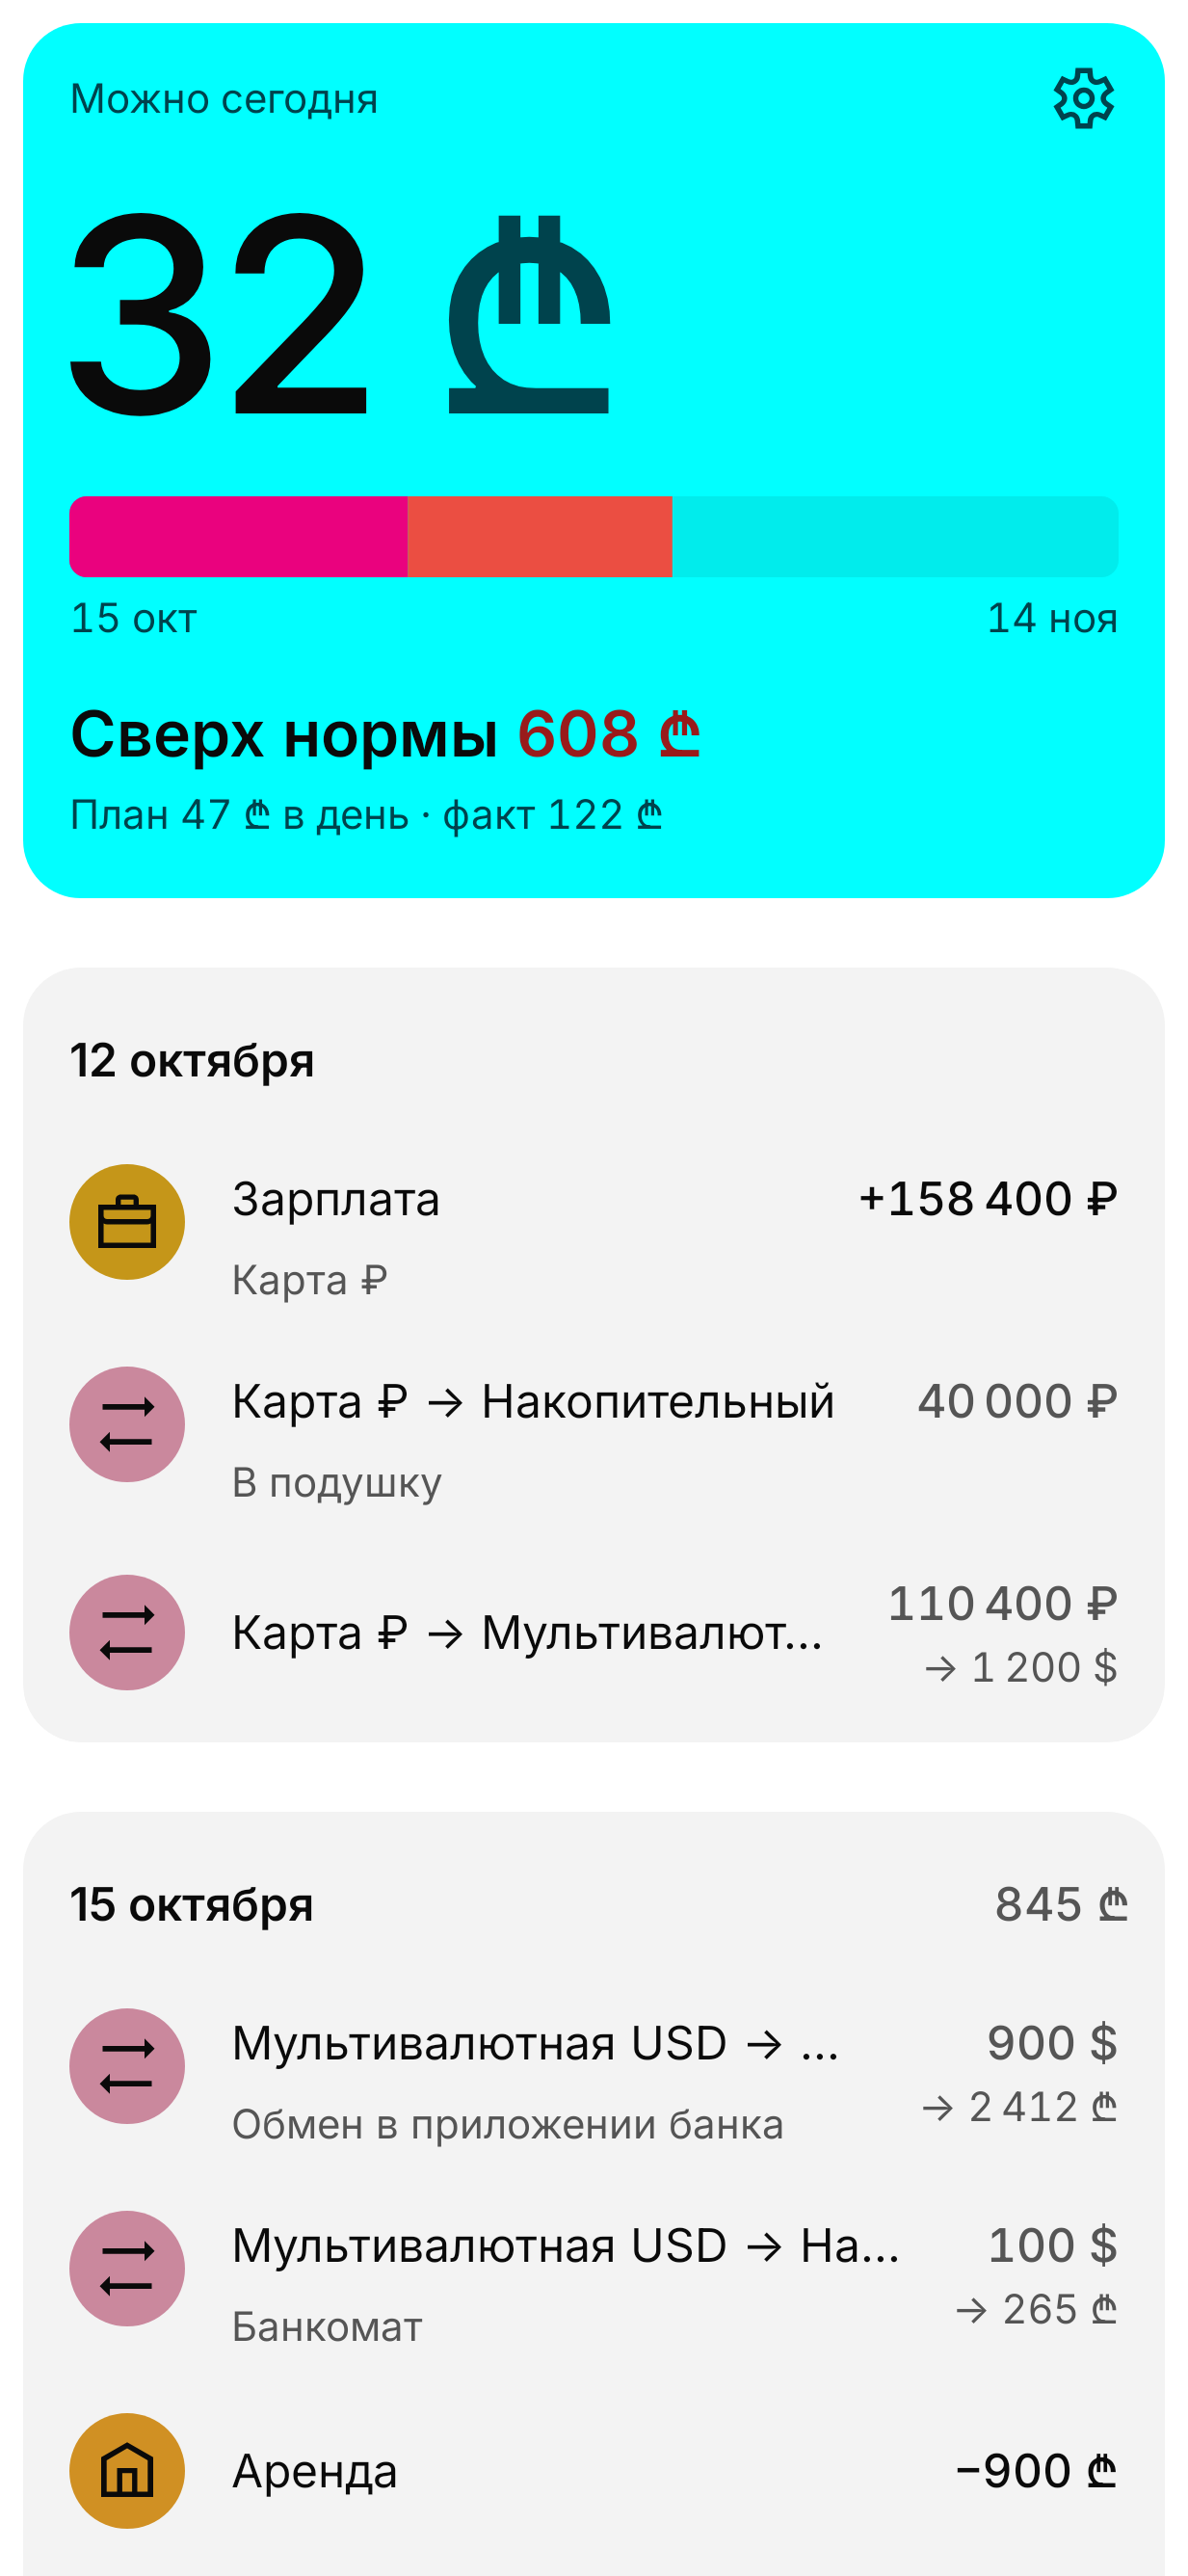 Можно сегодня
32 ₾
15 окт
14 ноя
Сверх нормы 608 ₾
План 47 ₾ в день · факт 122 ₾
12 октября
Зарплата
+158 400 ₽
Карта ₽
Карта ₽ → Накопительный
40 000 ₽
В подушку
Карта ₽ → Мультивалют...
110 400 ₽
→ 1 200 $
15 октября
845 ₾
Мультивалютная USD → ...
900 $
Обмен в приложении банка
→ 2 412 ₾
Мультивалютная USD → На...
100 $
Банкомат
→ 265 ₾
Аренда
−900 ₾